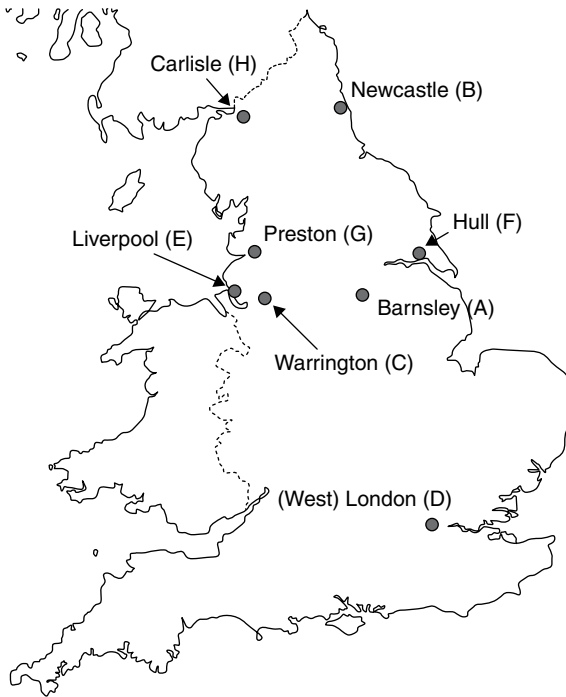 Carlisle (H)
Newcastle (B)
Hull (F)
Preston (G)
Liverpool (E)
Barnsley (A)
Warrington (C)
(West) London (D)